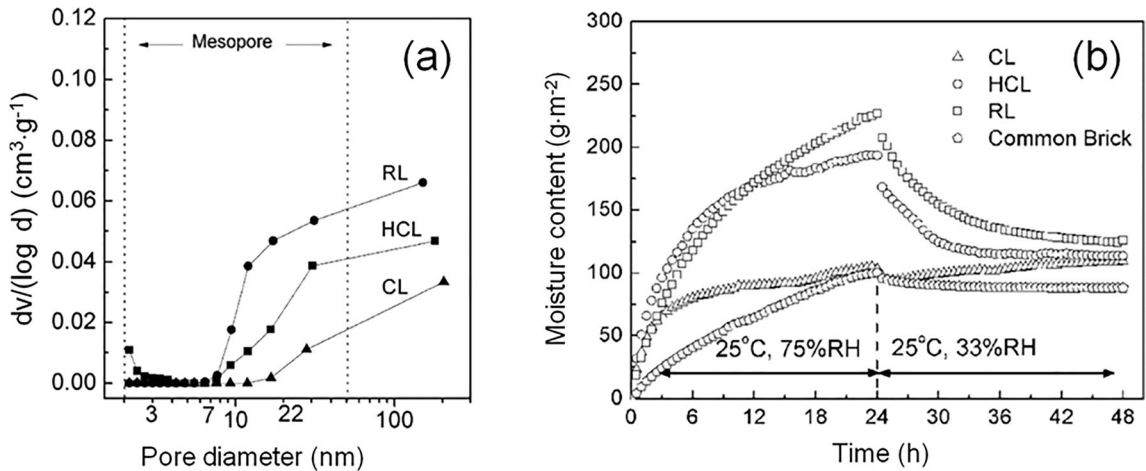 (a)
Mesopore
RL
HCL
CL
0.12
0.10
0.08
0.06
0.04
0.02
0.00
dv/(log d) (cm³·g⁻¹)
3 7 10 22 100
Pore diameter (nm)
(b)
CL
HCL
RL
Common Brick
300
250
200
150
100
50
0
Moisture content (g·m⁻²)
25°C, 75%RH 25°C, 33%RH
0 6 12 18 24 30 36 42 48
Time (h)